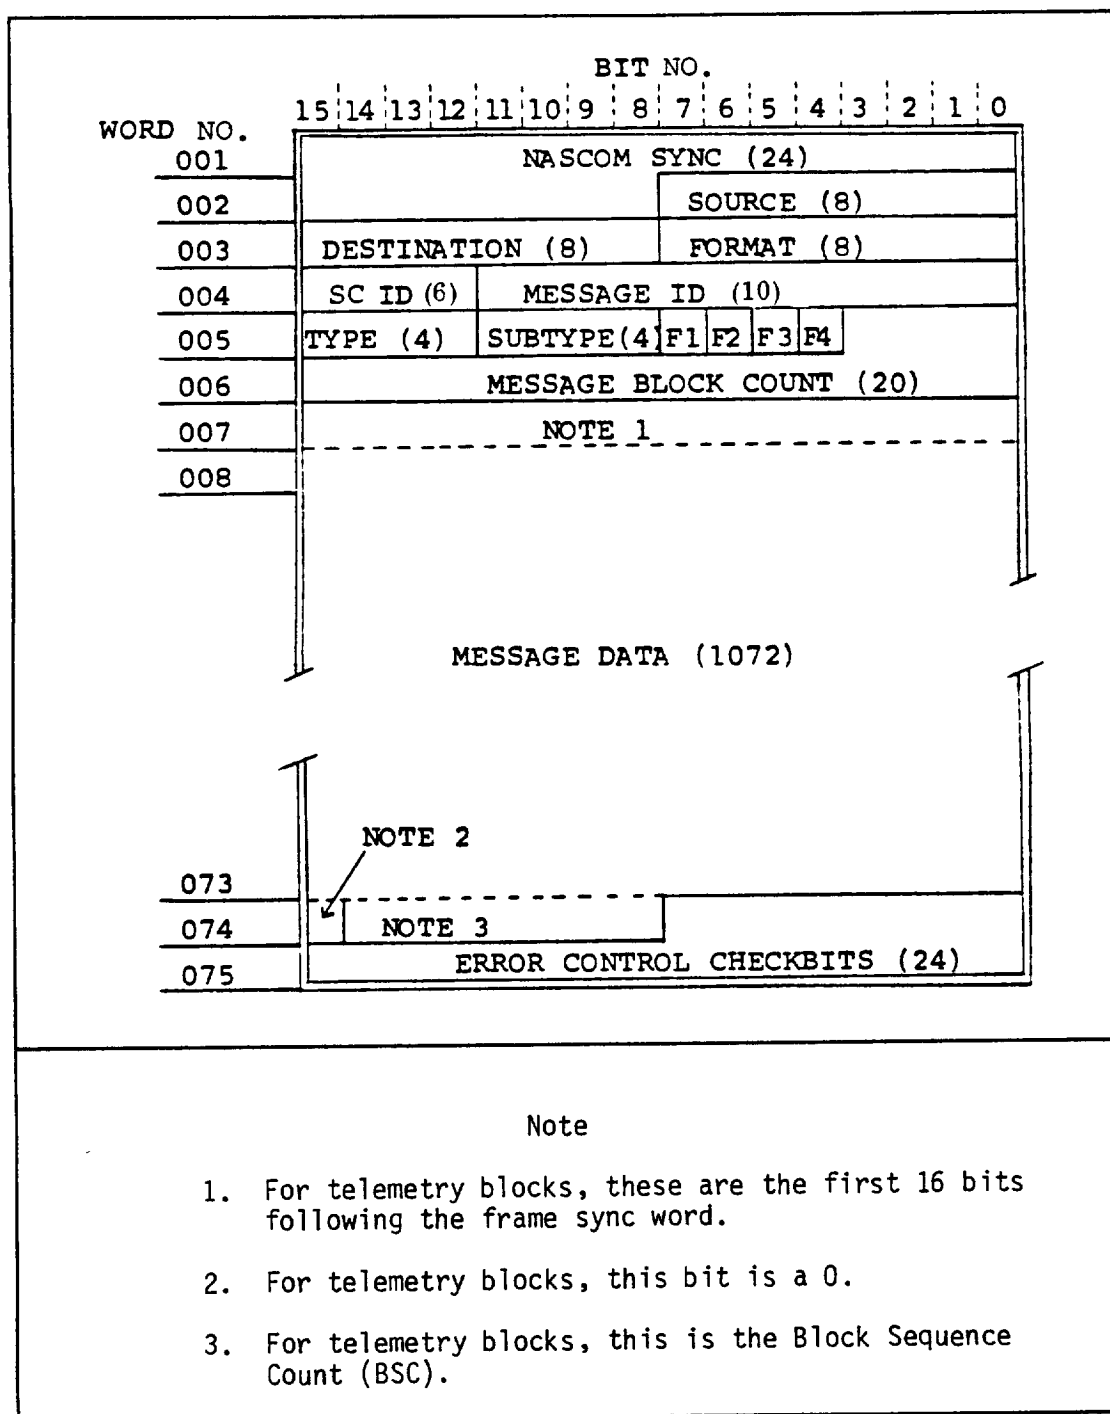 BIT NO.
15 14 13 12 11 10 9 8 7 6 5 4 3 2 1 0
WORD NO.
001 NASCOM SYNC (24)
002 SOURCE (8)
003 DESTINATION (8) FORMAT (8)
004 SC ID (6) MESSAGE ID (10)
005 TYPE (4) SUBTYPE(4) F1 F2 F3 F4
006 MESSAGE BLOCK COUNT (20)
007 NOTE 1
008
MESSAGE DATA (1072)
NOTE 2
073
074 NOTE 3
075 ERROR CONTROL CHECKBITS (24)
Note
1. For telemetry blocks, these are the first 16 bits
following the frame sync word.
2. For telemetry blocks, this bit is a 0.
3. For telemetry blocks, this is the Block Sequence
Count (BSC).